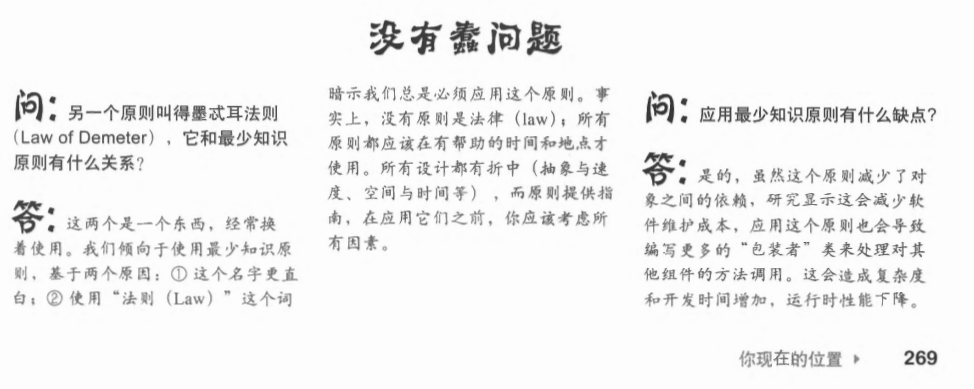 没有蠢问题
问：另一个原则叫得墨忒耳法则
（Law of Demeter），它和最少知识
原则有什么关系？
答：这两个是一个东西，经常换
着使用。我们倾向于使用最少知识原
则，基于两个原因：① 这个名字更直
白；② 使用“法则（Law）”这个词
暗示我们总是必须应用这个原则。事
实上，没有原则是法律（law）；所有
原则都应该在有帮助的时间和地点才
使用。所有设计都有折中（抽象与速
度、空间与时间等），而原则提供指
南，在应用它们之前，你应该考虑所
有因素。
问：应用最少知识原则有什么缺点？
答：是的，虽然这个原则减少了对
象之间的依赖，研究显示这会减少软
件维护成本，应用这个原则也会导致
编写更多的“包装者”类来处理对其
他组件的方法调用。这会造成复杂度
和开发时间增加，运行时性能下降。
你现在的位置 ▸ 269